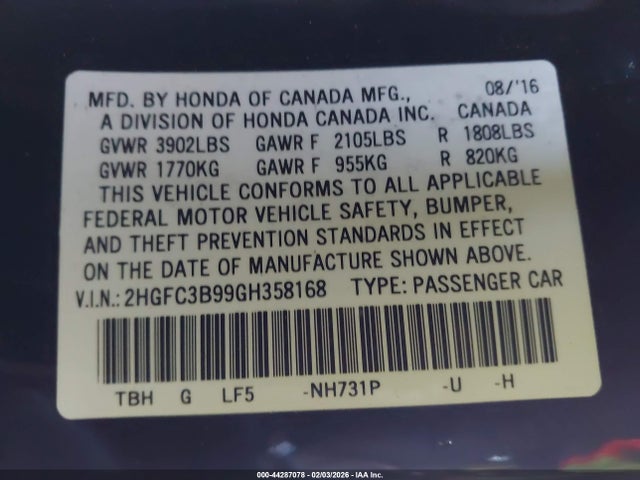 MFD. BY HONDA OF CANADA MFG., 08/'16
A DIVISION OF HONDA CANADA INC. CANADA
GVWR 3902LBS GAWR F 2105LBS R 1808LBS
GVWR 1770KG GAWR F 955KG R 820KG
THIS VEHICLE CONFORMS TO ALL APPLICABLE
FEDERAL MOTOR VEHICLE SAFETY, BUMPER,
AND THEFT PREVENTION STANDARDS IN EFFECT
ON THE DATE OF MANUFACTURE SHOWN ABOVE.
V.I.N.: 2HGFC3B99GH358168 TYPE: PASSENGER CAR
TBH G LF5 -NH731P -U -H
000-44287078 - 02/03/2026 - IAA Inc.